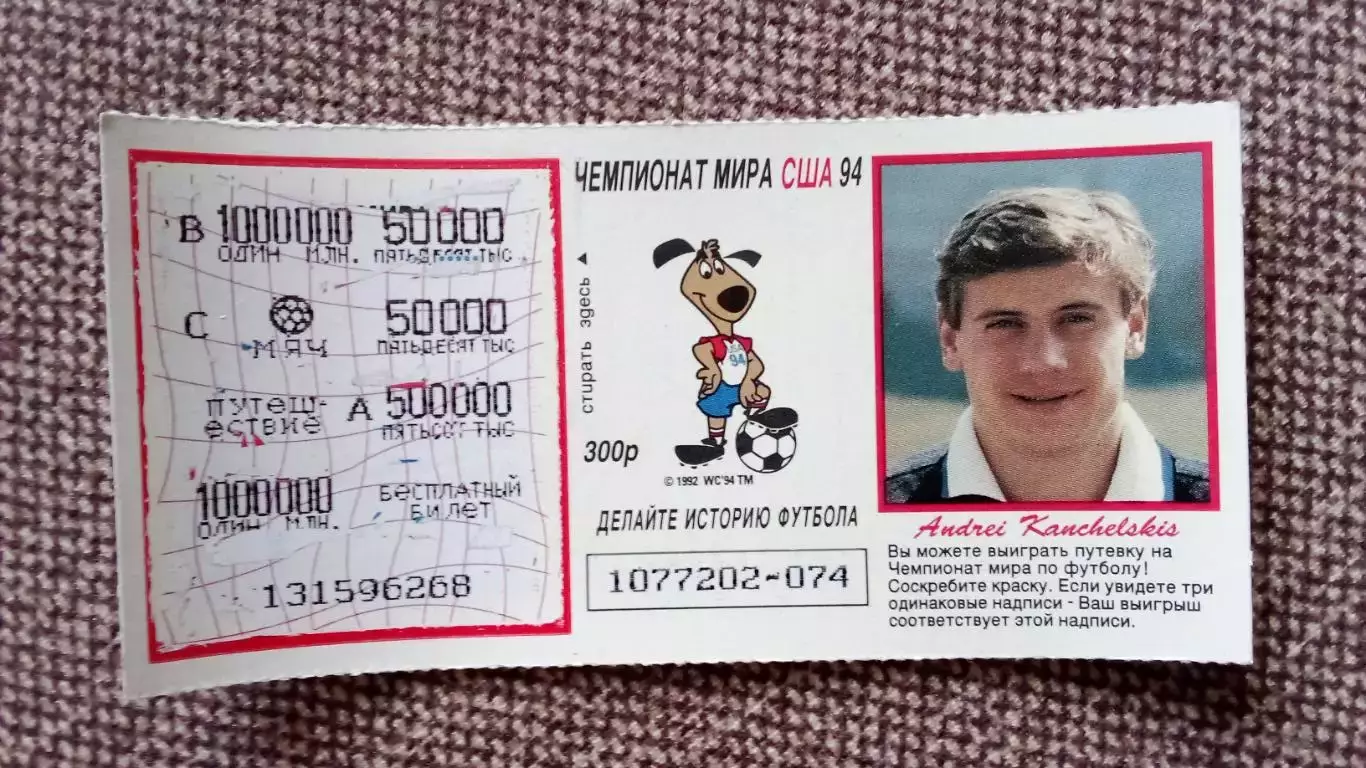 В 1000000 50000
ОДИН МЛН. ПЯТЬДЕСЯТ ТЫС
С 50000
МЯЧ ПЯТЬДЕСЯТ ТЫС
ПУТЕШ-
ЕСТВИЕ А 500000
ПЯТЬСОТ ТЫС
1000000 БЕСПЛАТНЫЙ
ОДИН МЛН. БИЛЕТ
131596268
ЧЕМПИОНАТ МИРА США 94
стирать здесь
USA
94
300р
© 1992 WC'94 TM
ДЕЛАЙТЕ ИСТОРИЮ ФУТБОЛА
1077202-074
Andrei Kanchelskis
Вы можете выиграть путевку на
Чемпионат мира по футболу!
Соскребите краску. Если увидете три
одинаковые надписи - Ваш выигрыш
соответствует этой надписи.